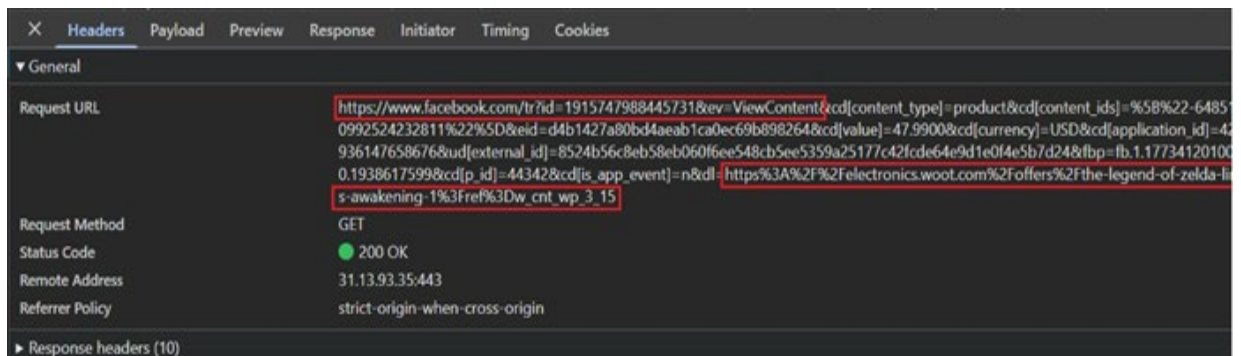 × Headers Payload Preview Response Initiator Timing Cookies
▼ General
Request URL https://www.facebook.com/tr?id=1915747988445731&ev=ViewContent&cd[content_type]=product&cd[content_ids]=%5B%22-64851
0992524232811%22%5D&eid=d4b1427a80bd4aeab1ca0ec69b898264&cd[value]=47.9900&cd[currency]=USD&cd[application_id]=42
936147658676&ud[external_id]=8524b56c8eb58eb060f6ee548cb5ee5359a25177c42fcde64e9d1e0f4e5b7d24&fbp=fb.1.17734120100
0.1938617599&cd[p_id]=44342&cd[is_app_event]=n&dl=https%3A%2F%2Felectronics.woot.com%2Foffers%2Fthe-legend-of-zelda-lin
s-awakening-1%3Fref%3Dw_cnt_wp_3_15
Request Method GET
Status Code 200 OK
Remote Address 31.13.93.35:443
Referrer Policy strict-origin-when-cross-origin
▶ Response headers (10)